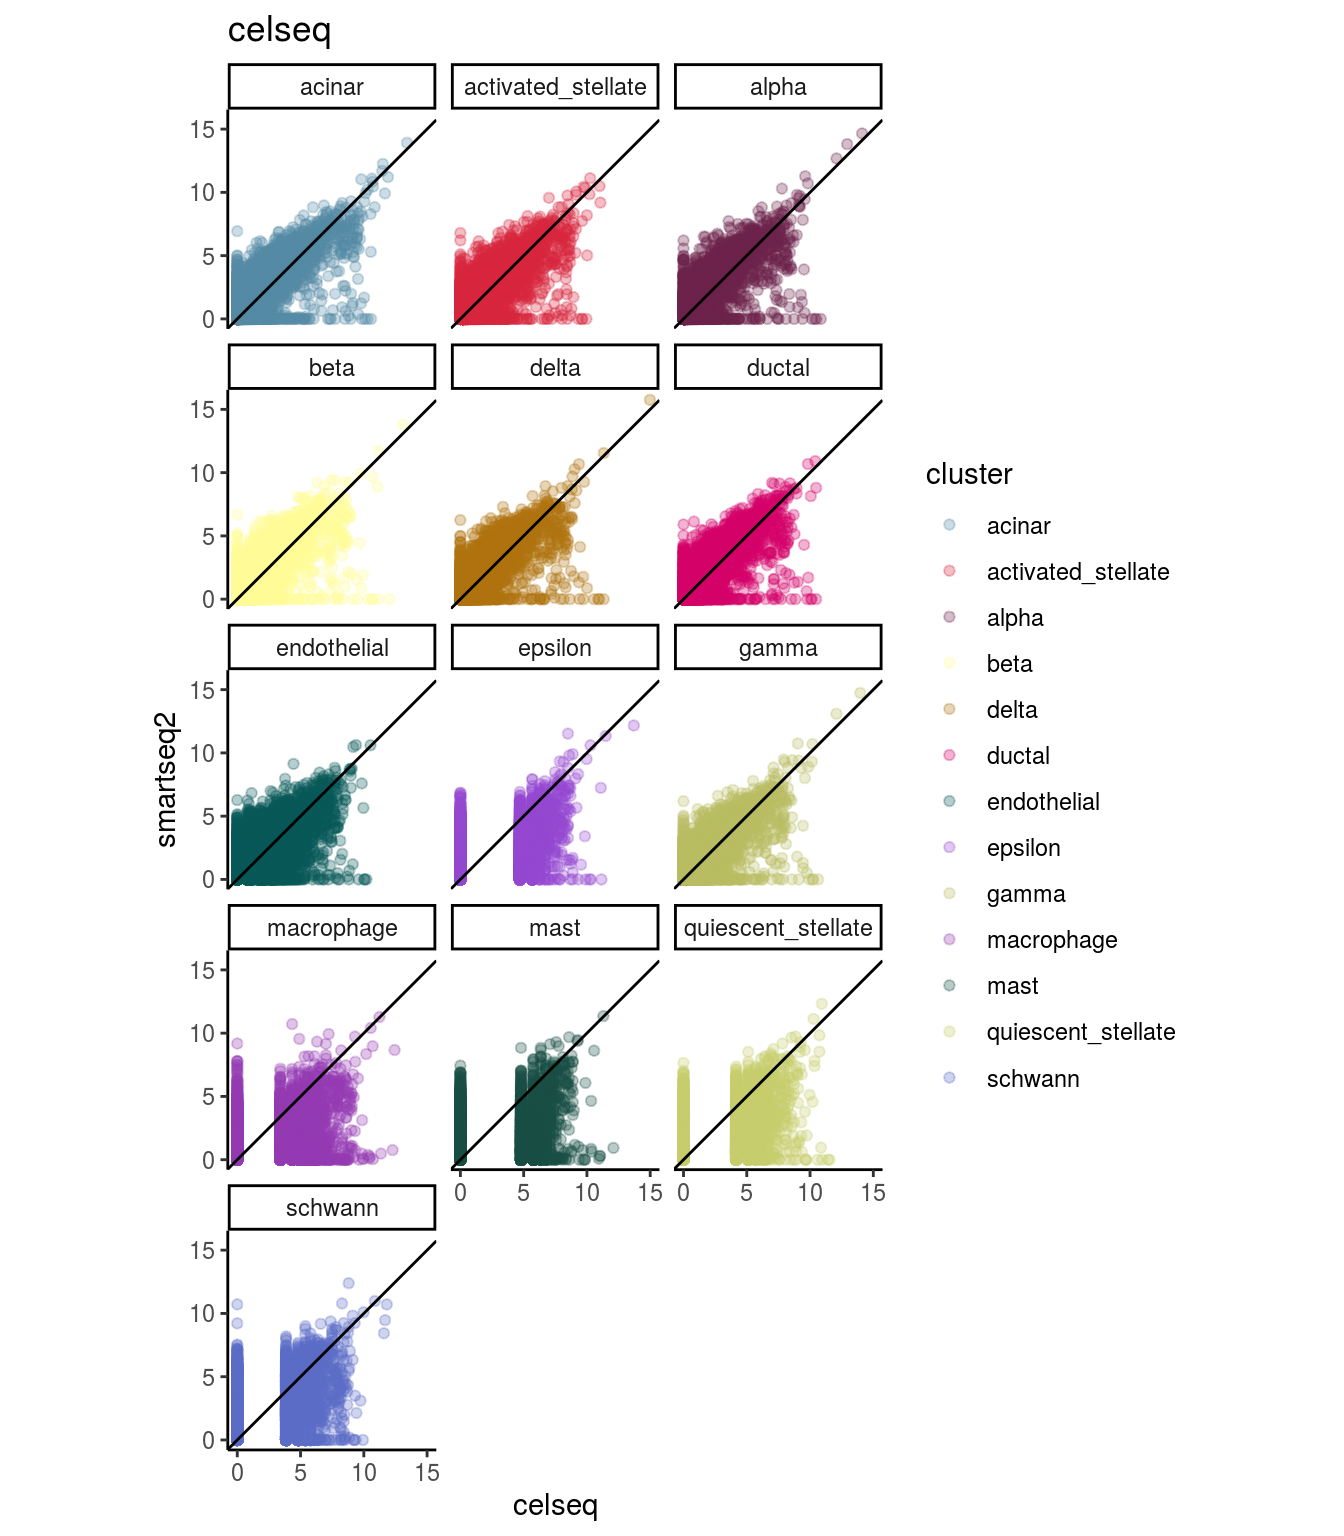 celseq
acinar activated_stellate alpha
15
10
5
0
beta delta ductal
15
10
5
0
endothelial epsilon gamma
15
10
5
0
macrophage mast quiescent_stellate
15
10
5
0
0 5 10 15 0 5 10 15
schwann
15
10
5
0
0 5 10 15
celseq
smartseq2
cluster
acinar
activated_stellate
alpha
beta
delta
ductal
endothelial
epsilon
gamma
macrophage
mast
quiescent_stellate
schwann